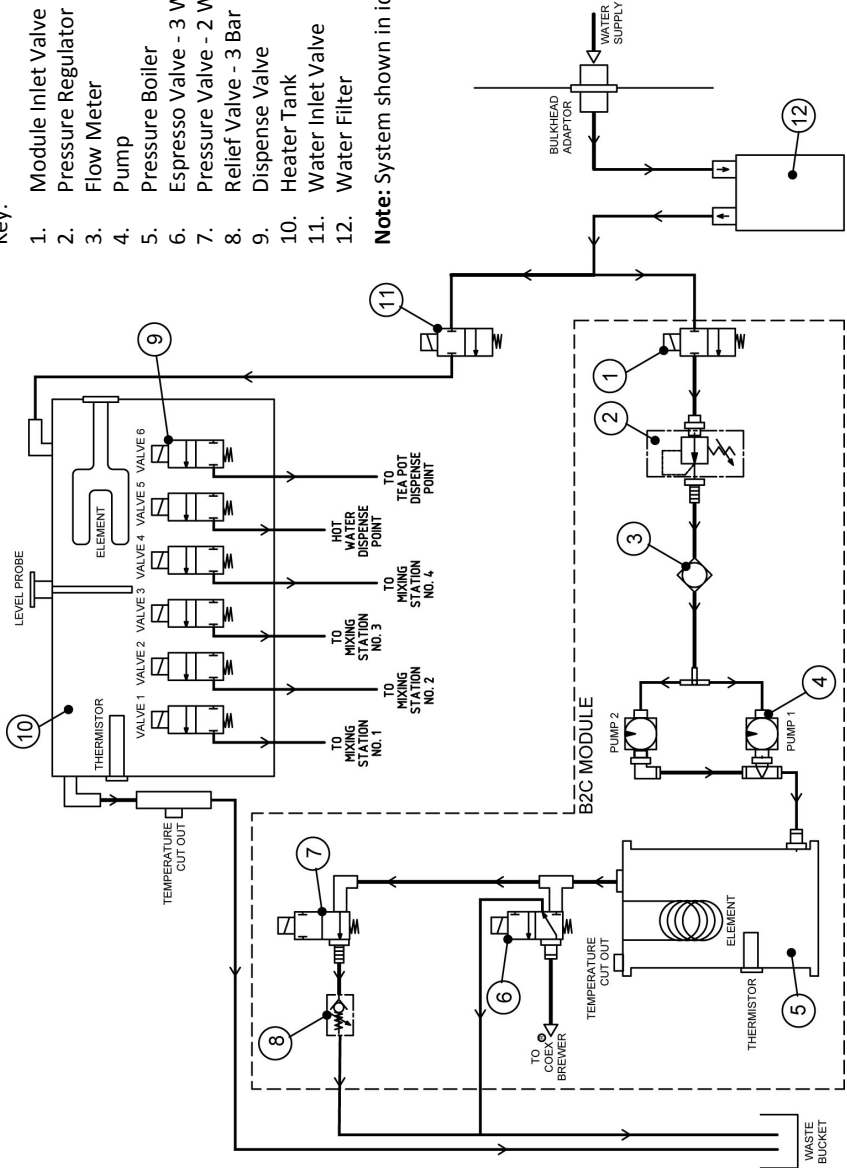 Key:
1. Module Inlet Valve
2. Pressure Regulator
3. Flow Meter
4. Pump
5. Pressure Boiler
6. Espresso Valve - 3 W
7. Pressure Valve - 2 W
8. Relief Valve - 3 Bar
9. Dispense Valve
10. Heater Tank
11. Water Inlet Valve
12. Water Filter
Note: System shown in
WATER
SUPPLY
BULKHEAD
ADAPTOR
12
11
9
10
LEVEL PROBE
ELEMENT
THERMISTOR
VALVE 1
VALVE 2
VALVE 3
VALVE 4
VALVE 5
VALVE 6
TO
MIXING
STATION
NO. 1
TO
MIXING
STATION
NO. 2
TO
MIXING
STATION
NO. 3
TO
MIXING
STATION
NO. 4
HOT
WATER
DISPENSE
POINT
TO
TEA POT
DISPENSE
POINT
TEMPERATURE
CUT OUT
1
2
3
4
PUMP 2
PUMP 1
B2C MODULE
7
8
6
TO
COEX®
BREWER
TEMPERATURE
CUT OUT
ELEMENT
THERMISTOR
5
WASTE
BUCKET